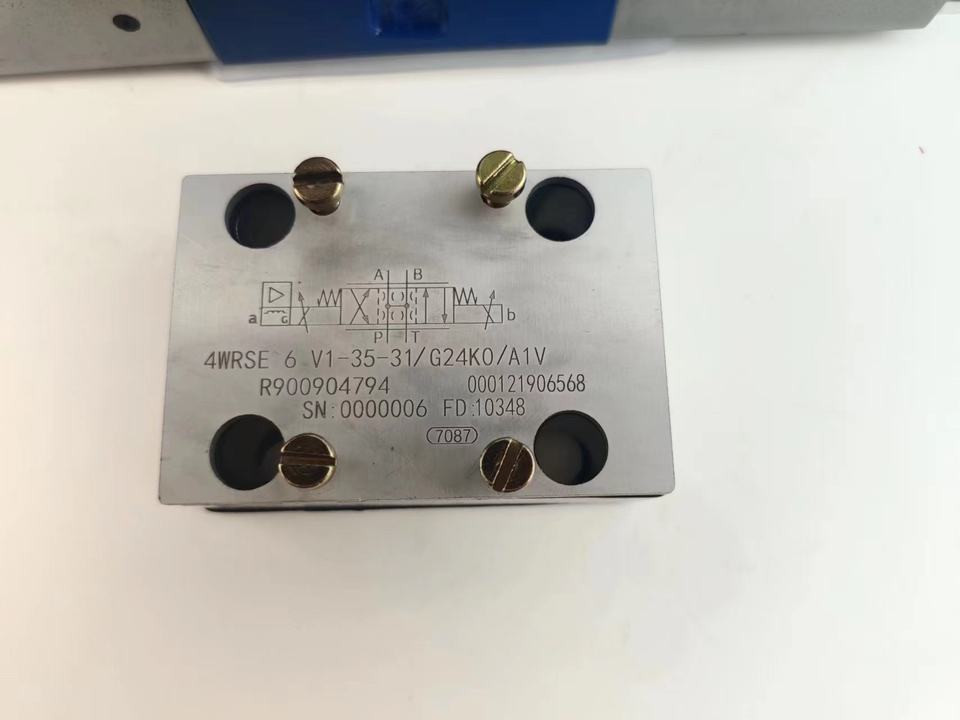 A B
a b
P T
4WRSE 6 V1-35-31/G24K0/A1V
R900904794 000121906568
SN:0000006 FD:10348
7087